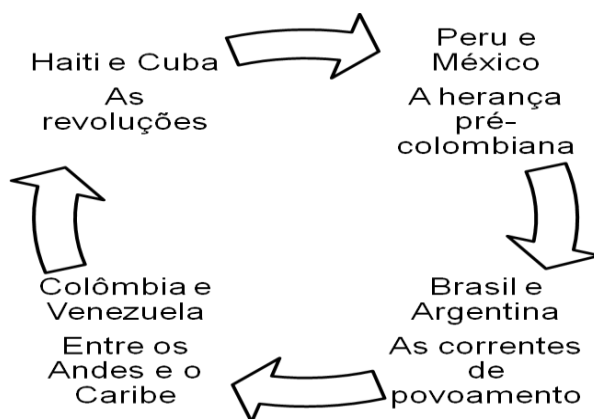 Haiti e Cuba
As
revoluções
Peru e
México
A herança
pré-
colombiana
Brasil e
Argentina
As correntes
de
povoamento
Colômbia e
Venezuela
Entre os
Andes e o
Caribe